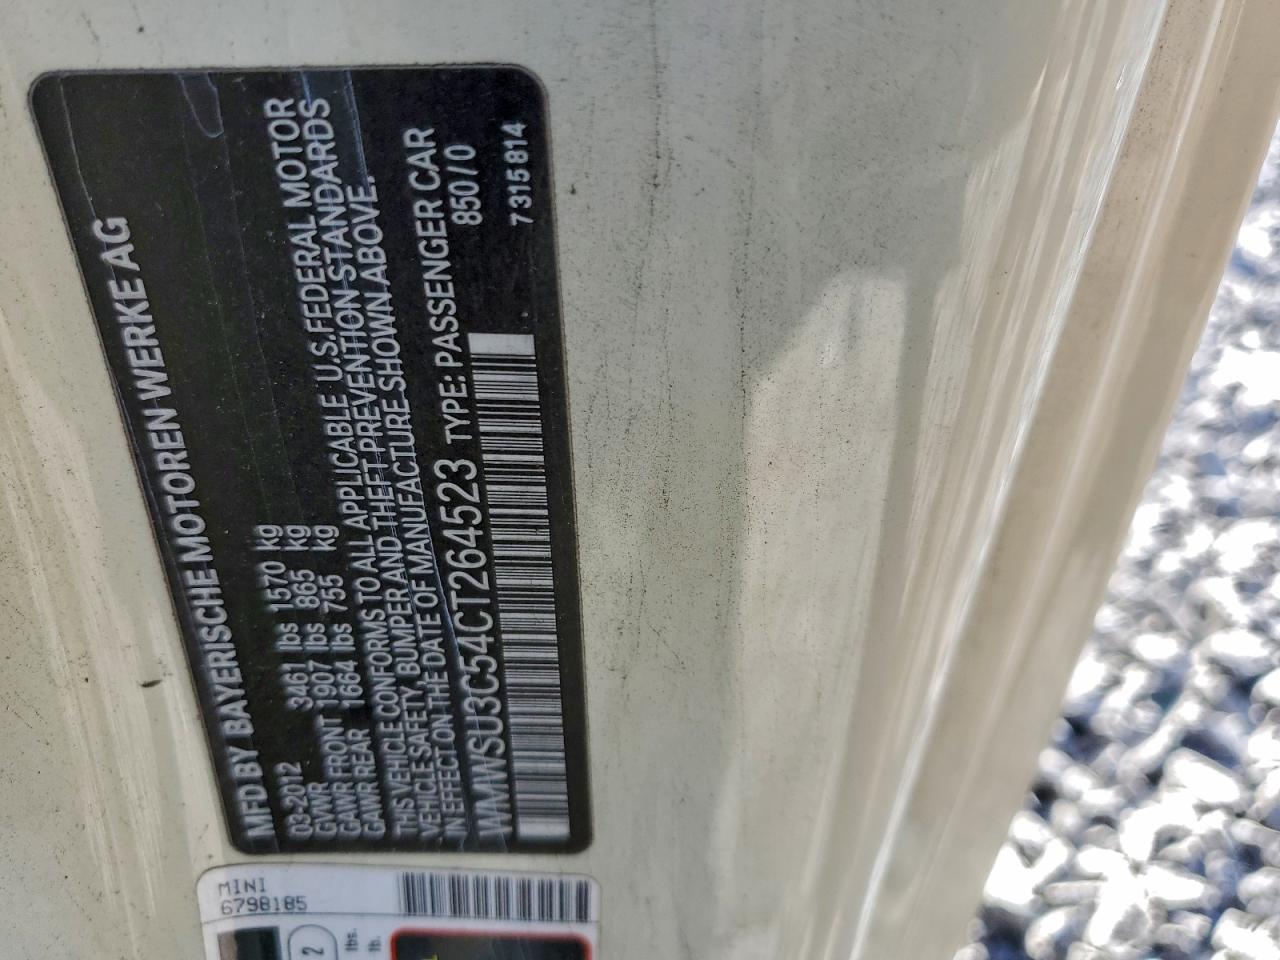 MFD BY BAYERISCHE MOTOREN WERKE AG
03-2012
GVWR 3461 lbs 1570 kg
GAWR FRONT 1907 lbs 865 kg
GAWR REAR 1664 lbs 755 kg
THIS VEHICLE CONFORMS TO ALL APPLICABLE U.S.FEDERAL MOTOR
VEHICLE SAFETY, BUMPER AND THEFT PREVENTION STANDARDS
IN EFFECT ON THE DATE OF MANUFACTURE SHOWN ABOVE.
WMWSU3C54CT264523 TYPE: PASSENGER CAR
850/0
7315814
MINI
6798185
2
lbs.
lb.